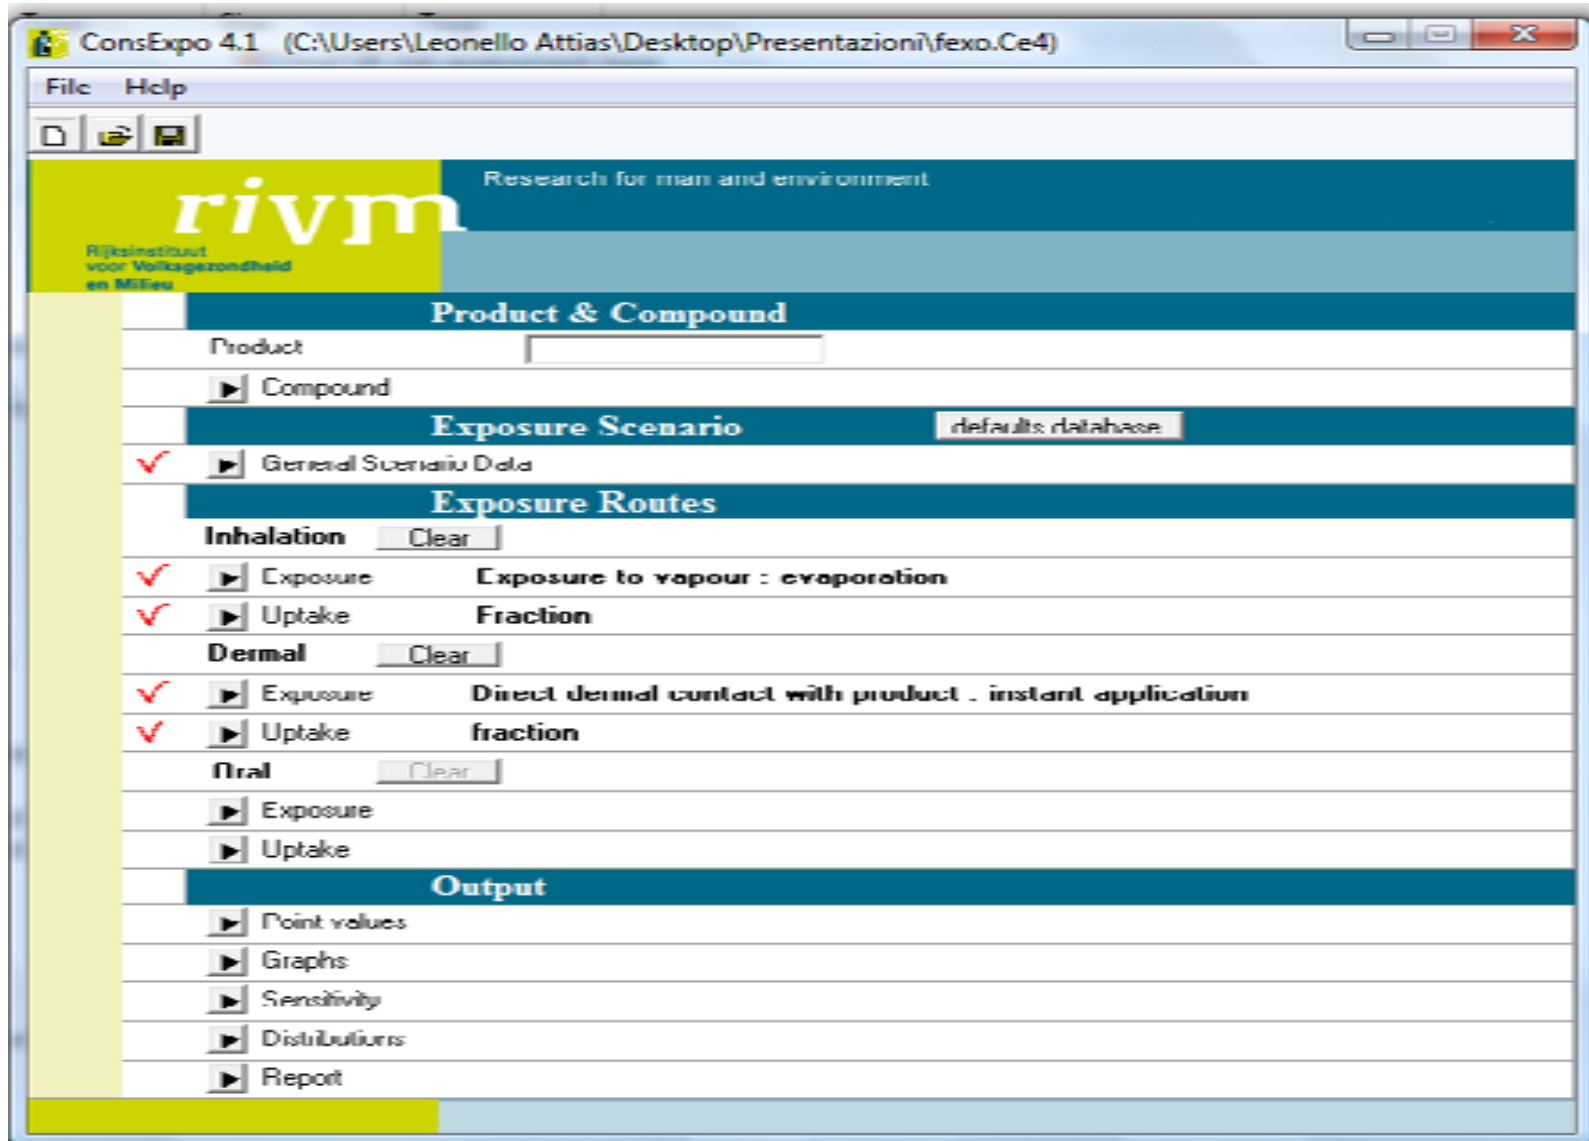 ConsExpo 4.1 (C:\Users\Leonello Attias\Desktop\Presentazioni\fexo.Ce4)
File Help
rivm
Research for man and environment
Rijksinstituut
voor Volksgezondheid
en Milieu
Product & Compound
Product
Compound
Exposure Scenario defaults database
General Scenario Data
Exposure Routes
Inhalation Clear
Exposure Exposure to vapour : evaporation
Uptake Fraction
Dermal Clear
Exposure Direct dermal contact with product : instant application
Uptake fraction
Oral Clear
Exposure
Uptake
Output
Point values
Graphs
Sensitivity
Distributions
Report